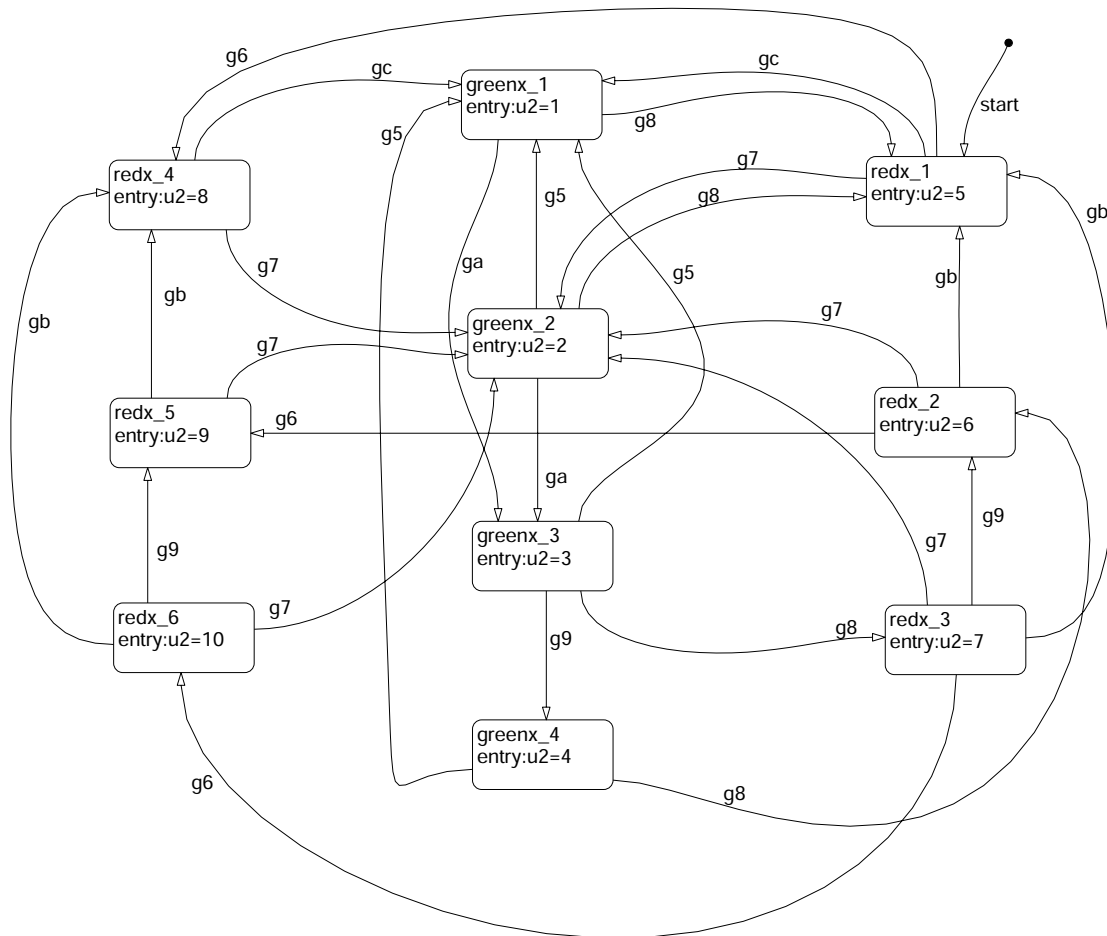 g6
gc
greenx_1
entry:u2=1
gc
start
g5
g8
redx_4
entry:u2=8
g7
redx_1
entry:u2=5
g5
g8
gb
ga
g5
g7
gb
gb
gb
greenx_2
entry:u2=2
g7
g7
redx_5
entry:u2=9
g6
redx_2
entry:u2=6
ga
g9
greenx_3
entry:u2=3
g9
g7
redx_6
entry:u2=10
g7
g8
redx_3
entry:u2=7
g9
greenx_4
entry:u2=4
g6
g8